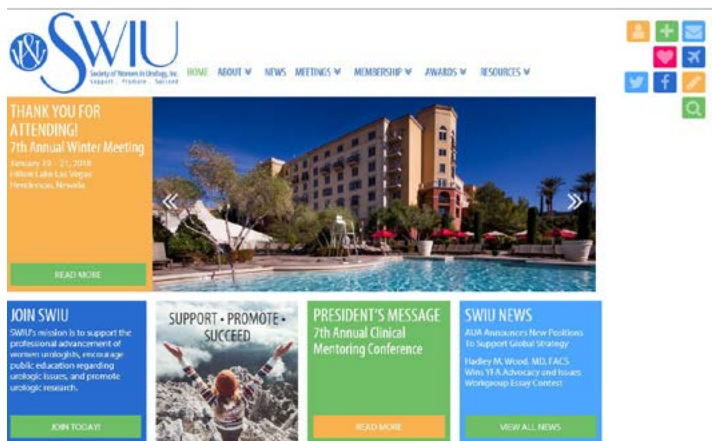 SWIU
Society of Women in Urology, Inc.
Support . Promote . Succeed
HOME ABOUT NEWS MEETINGS MEMBERSHIP AWARDS RESOURCES
THANK YOU FOR
ATTENDING!
7th Annual Winter Meeting
January 19 – 21, 2018
Hilton Lake Las Vegas
Henderson, Nevada
READ MORE
JOIN SWIU
SWIU's mission is to support the
professional advancement of
women urologists, encourage
public education regarding
urologic issues, and promote
urologic research.
JOIN TODAY!
SUPPORT • PROMOTE •
SUCCEED
PRESIDENT'S MESSAGE
7th Annual Clinical
Mentoring Conference
READ MORE
SWIU NEWS
AUA Announces New Positions
To Support Global Strategy
Hadley M. Wood, MD, FACS
Wins YFA Advocacy and Issues
Workgroup Essay Contest
VIEW ALL NEWS